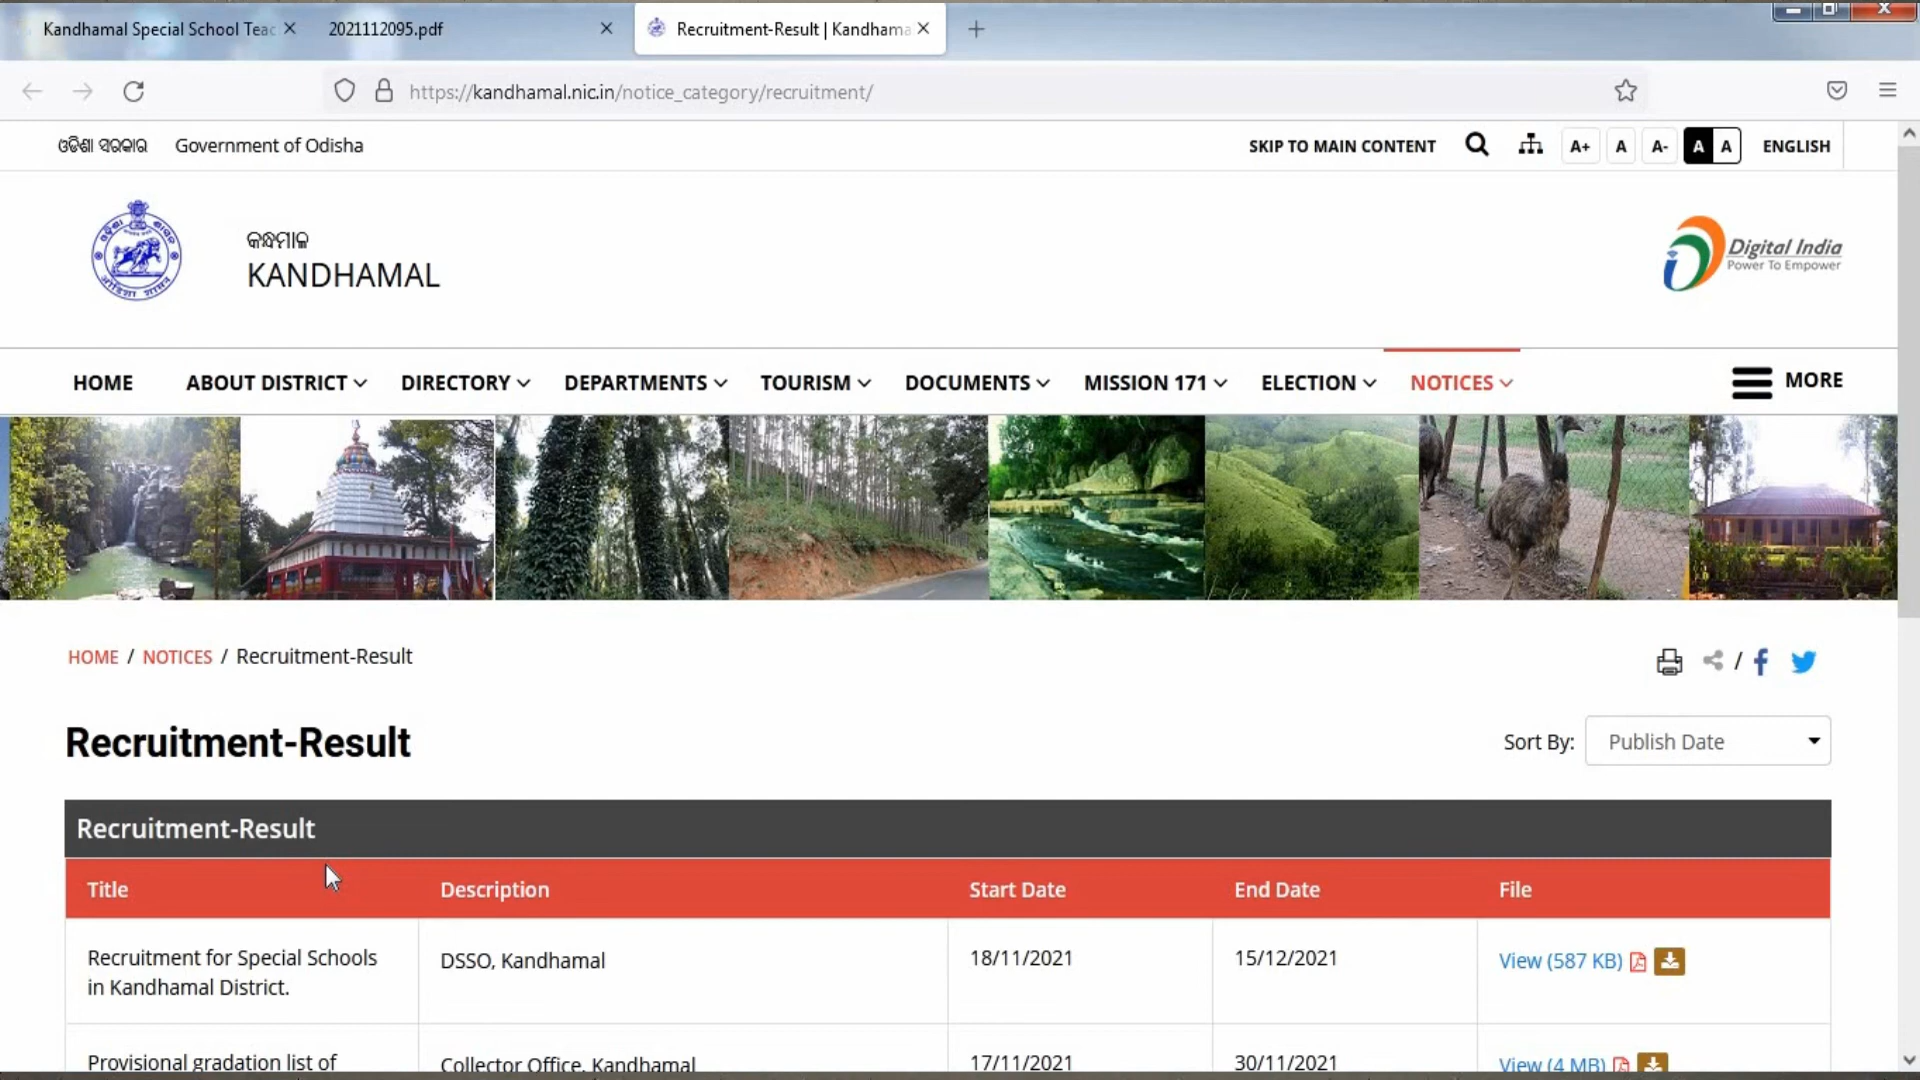 Kandhamal Special School Teac
2021112095.pdf
Recruitment-Result | Kandhama
https://kandhamal.nic.in/notice_category/recruitment/
ଓଡିଶା ସରକାର Government of Odisha
SKIP TO MAIN CONTENT A+ A A- A A ENGLISH
କନ୍ଧମାଳ
KANDHAMAL
Digital India
Power To Empower
HOME ABOUT DISTRICT DIRECTORY DEPARTMENTS TOURISM DOCUMENTS MISSION 171 ELECTION NOTICES MORE
HOME / NOTICES / Recruitment-Result
/
Recruitment-Result
Sort By: Publish Date
Recruitment-Result
Title Description Start Date End Date File
Recruitment for Special Schools
in Kandhamal District.
DSSO, Kandhamal 18/11/2021 15/12/2021 View (587 KB)
Provisional gradation list of Collector Office, Kandhamal 17/11/2021 30/11/2021 View (4 MB)